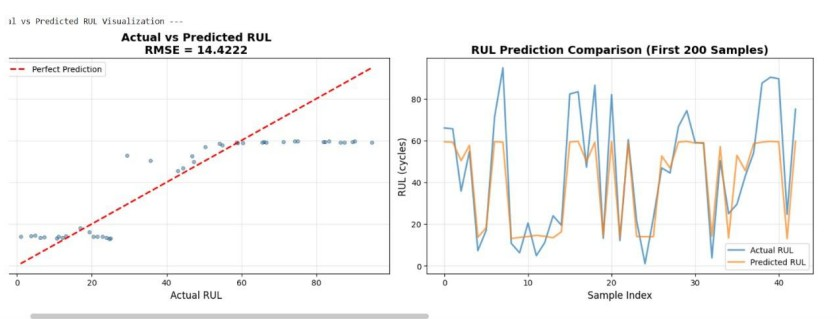 al vs Predicted RUL Visualization ---
Actual vs Predicted RUL
RMSE = 14.4222
Perfect Prediction
0
20
40
60
80
Actual RUL
RUL Prediction Comparison (First 200 Samples)
RUL (cycles)
80
60
40
20
0
Actual RUL
Predicted RUL
0
10
20
30
40
Sample Index